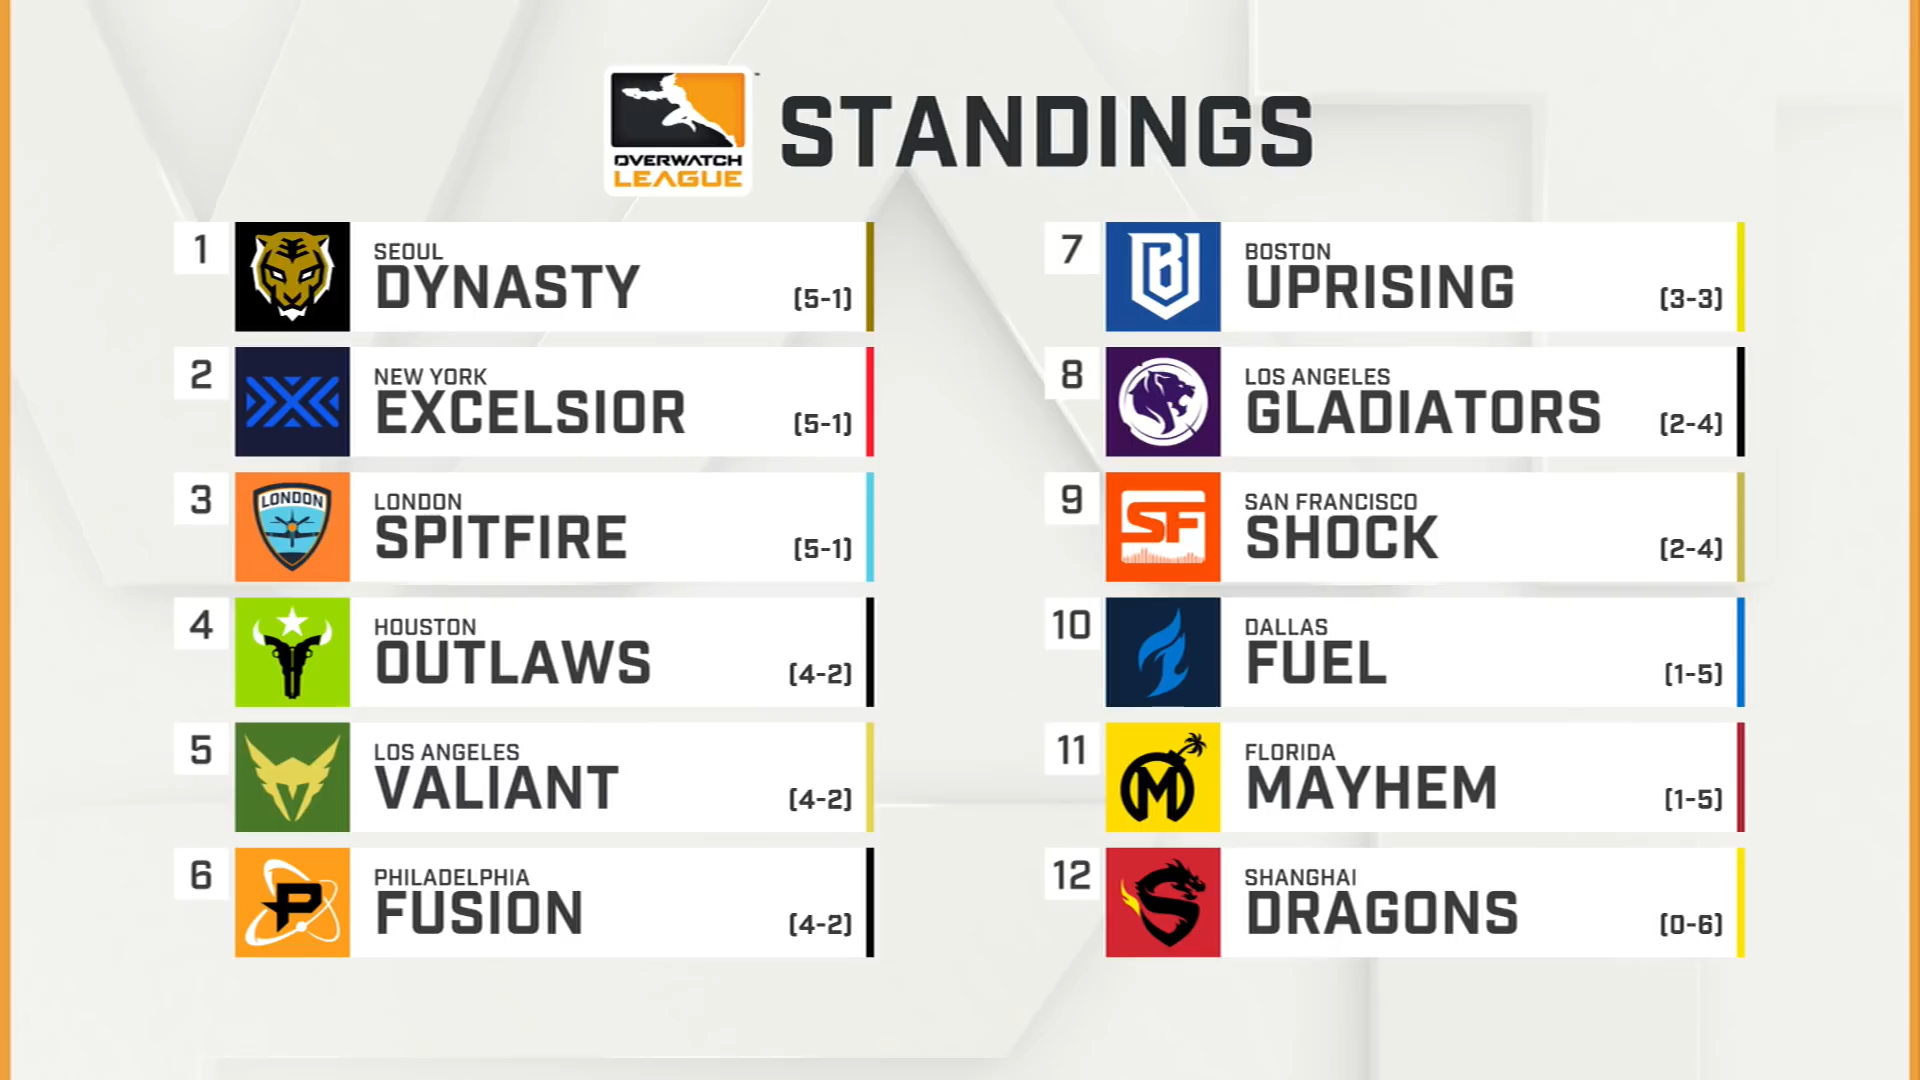 OVERWATCH
LEAGUE
™
STANDINGS
1
SEOUL
DYNASTY
[5-1]
2
NEW YORK
EXCELSIOR
[5-1]
3
LONDON
LONDON
SPITFIRE
[5-1]
4
HOUSTON
OUTLAWS
[4-2]
5
LOS ANGELES
VALIANT
[4-2]
6
P
PHILADELPHIA
FUSION
[4-2]
7
B
BOSTON
UPRISING
[3-3]
8
LOS ANGELES
GLADIATORS
[2-4]
9
SF
SAN FRANCISCO
SHOCK
[2-4]
10
DALLAS
FUEL
[1-5]
11
M
FLORIDA
MAYHEM
[1-5]
12
S
SHANGHAI
DRAGONS
[0-6]